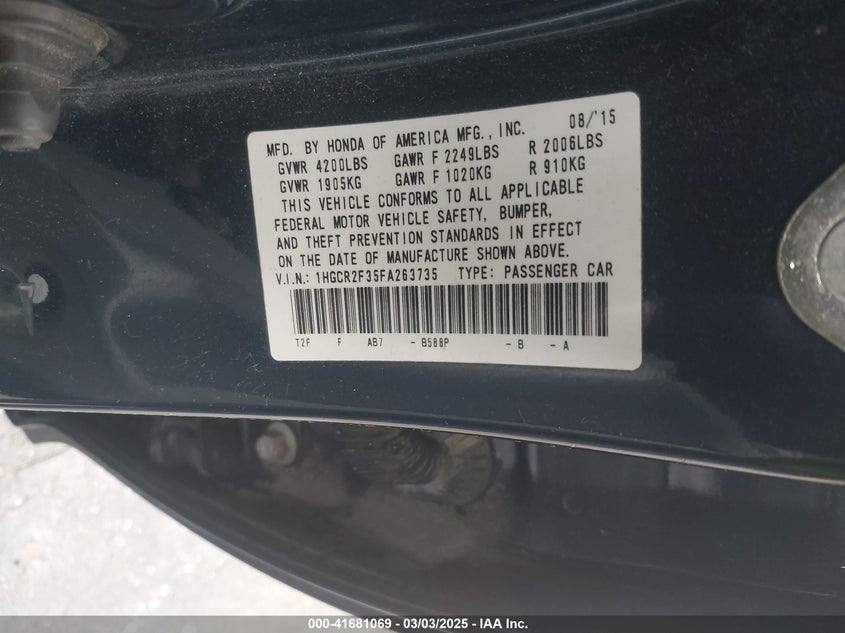 MFD. BY HONDA OF AMERICA MFG., INC. 08/'15
GVWR 4200LBS GAWR F 2249LBS R 2006LBS
GVWR 1905KG GAWR F 1020KG R 910KG
THIS VEHICLE CONFORMS TO ALL APPLICABLE
FEDERAL MOTOR VEHICLE SAFETY, BUMPER,
AND THEFT PREVENTION STANDARDS IN EFFECT
ON THE DATE OF MANUFACTURE SHOWN ABOVE.
V.I.N.: 1HGCR2F35FA263735 TYPE: PASSENGER CAR
T2F F AB7 - B588P - B - A
000-41681069 - 03/03/2025 - IAA Inc.